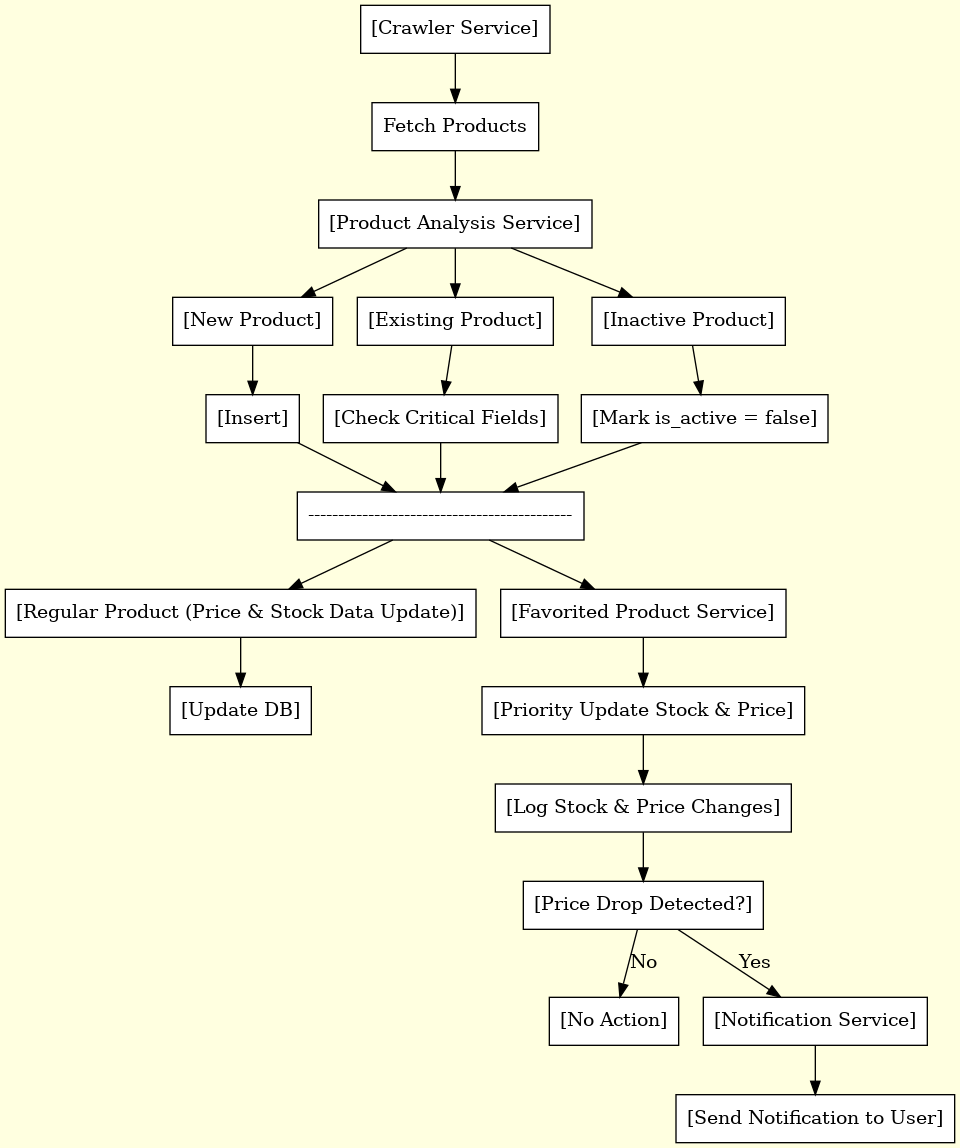 [Crawler Service]
Fetch Products
[Product Analysis Service]
[New Product]
[Existing Product]
[Inactive Product]
[Insert]
[Check Critical Fields]
[Mark is_active = false]
--------------------------------------------
[Regular Product (Price & Stock Data Update)]
[Favorited Product Service]
[Update DB]
[Priority Update Stock & Price]
[Log Stock & Price Changes]
[Price Drop Detected?]
No
Yes
[No Action]
[Notification Service]
[Send Notification to User]